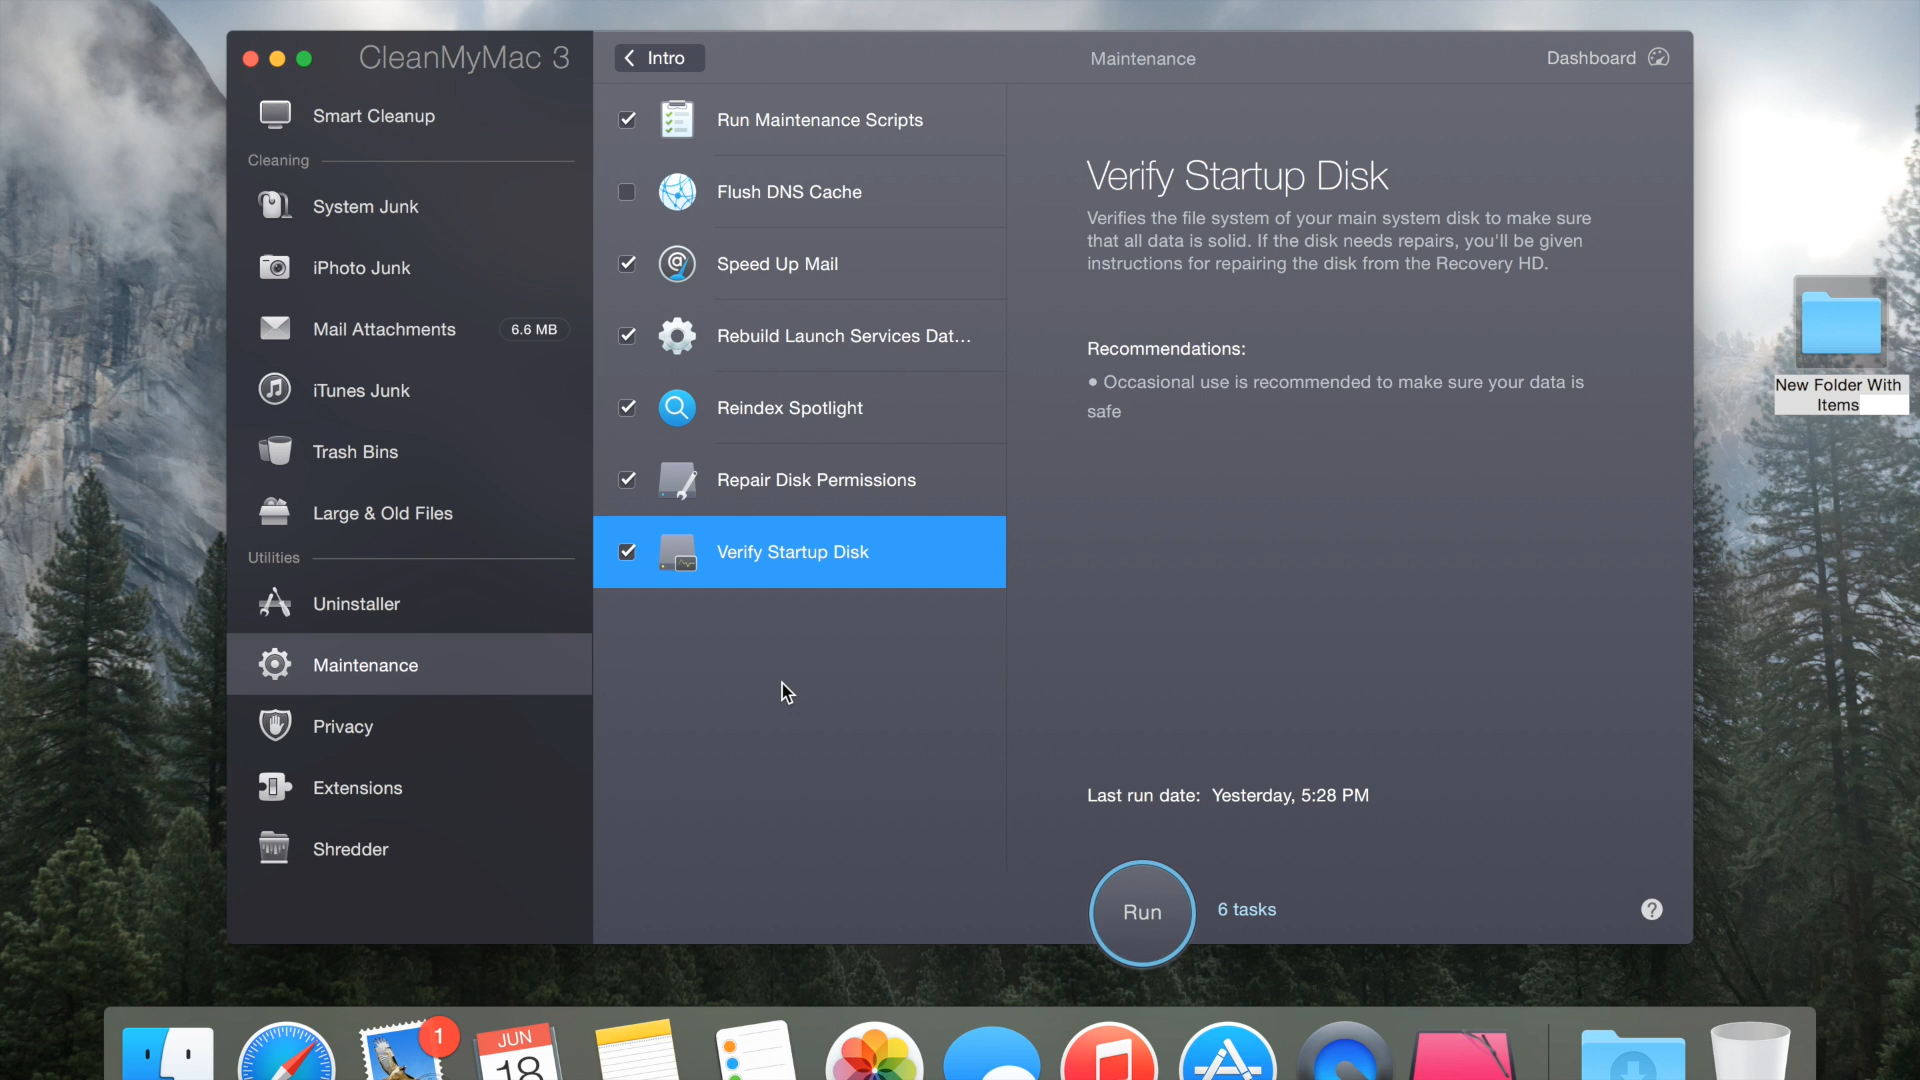 CleanMyMac 3
Intro
Maintenance
Dashboard
Smart Cleanup
Cleaning
System Junk
iPhoto Junk
Mail Attachments
6.6 MB
iTunes Junk
Trash Bins
Large & Old Files
Utilities
Uninstaller
Maintenance
Privacy
Extensions
Shredder
Run Maintenance Scripts
Flush DNS Cache
Speed Up Mail
Rebuild Launch Services Dat...
Reindex Spotlight
Repair Disk Permissions
Verify Startup Disk
Verify Startup Disk
Verifies the file system of your main system disk to make sure
that all data is solid. If the disk needs repairs, you'll be given
instructions for repairing the disk from the Recovery HD.
Recommendations:
• Occasional use is recommended to make sure your data is
safe
Last run date: Yesterday, 5:28 PM
Run
6 tasks
?
New Folder With
Items
1
JUN
18